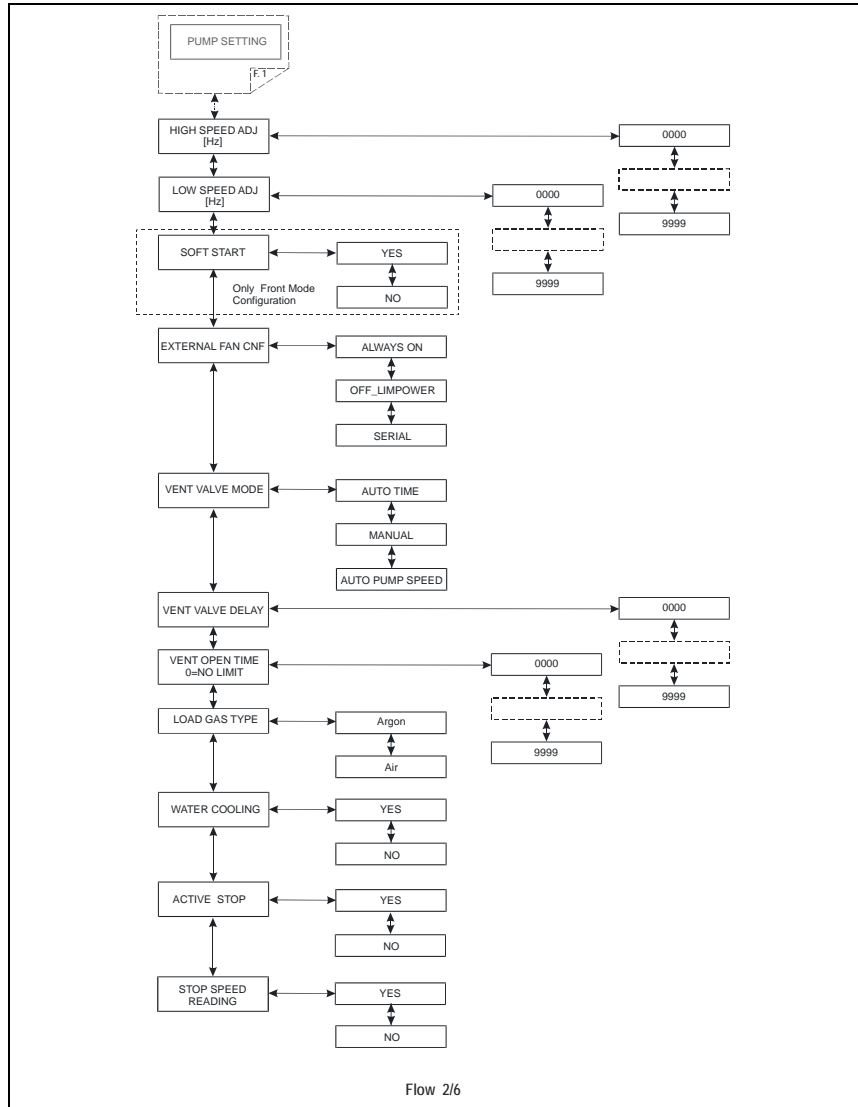 PUMP SETTING
F. 1
HIGH SPEED ADJ
[Hz]
0000
9999
LOW SPEED ADJ
[Hz]
0000
9999
SOFT START
YES
NO
Only Front Mode
Configuration
EXTERNAL FAN CNF
ALWAYS ON
OFF_LIMPOWER
SERIAL
VENT VALVE MODE
AUTO TIME
MANUAL
AUTO PUMP SPEED
VENT VALVE DELAY
0000
9999
VENT OPEN TIME
0=NO LIMIT
0000
9999
LOAD GAS TYPE
Argon
Air
WATER COOLING
YES
NO
ACTIVE STOP
YES
NO
STOP SPEED
READING
YES
NO
Flow 2/6